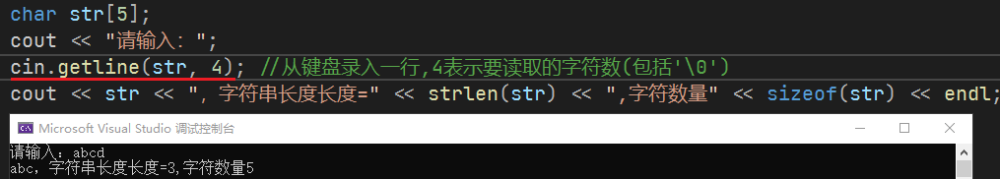 char str[5];
cout << "请输入: ";
cin.getline(str, 4); //从键盘录入一行,4表示要读取的字符数(包括'\0')
cout << str << ", 字符串长度长度=" << strlen(str) << ",字符数量" << sizeof(str) << endl;
Microsoft Visual Studio 调试控制台
请输入: abcd
abc, 字符串长度长度=3,字符数量5